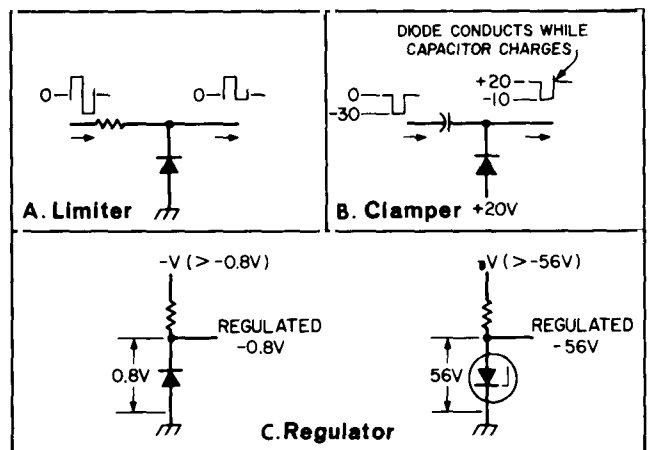 DIODE CONDUCTS WHILE
CAPACITOR CHARGES
0
0
0
-30
+20
-10
A. Limiter
B. Clamper +20V
-V (> -0.8V)
REGULATED
-0.8V
0.8V
V (> -56V)
REGULATED
-56V
56V
C. Regulator